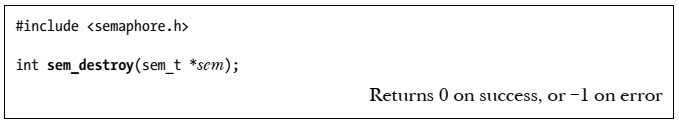 #include <semaphore.h>
int sem_destroy(sem_t *sem);
Returns 0 on success, or –1 on error